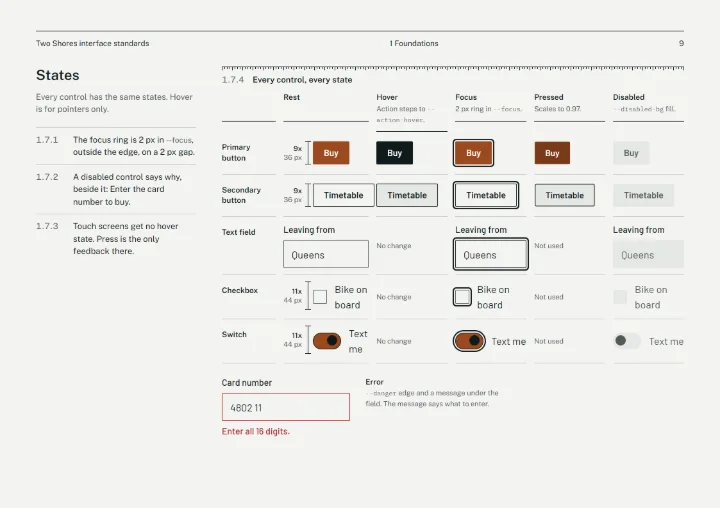 Two Shores interface standards
1 Foundations
9
States
Every control has the same states. Hover
is for pointers only.
1.7.1 The focus ring is 2 px in --focus,
outside the edge, on a 2 px gap.
1.7.2 A disabled control says why,
beside it: Enter the card
number to buy.
1.7.3 Touch screens get no hover
state. Press is the only
feedback there.
1.7.4 Every control, every state
Rest
Hover
Action steps to --
action-hover.
Focus
2 px ring in --focus.
Pressed
Scales to 0.97.
Disabled
--disabled-bg fill.
Primary
button
9x
36 px
Buy
Buy
Buy
Buy
Buy
Secondary
button
9x
36 px
Timetable
Timetable
Timetable
Timetable
Timetable
Text field
Leaving from
Queens
No change
Leaving from
Queens
Not used
Leaving from
Queens
Checkbox
11x
44 px
Bike on
board
No change
Bike on
board
Not used
Bike on
board
Switch
11x
44 px
Text
me
No change
Text me
Not used
Text me
Card number
4802 11
Enter all 16 digits.
Error
--danger edge and a message under the
field. The message says what to enter.